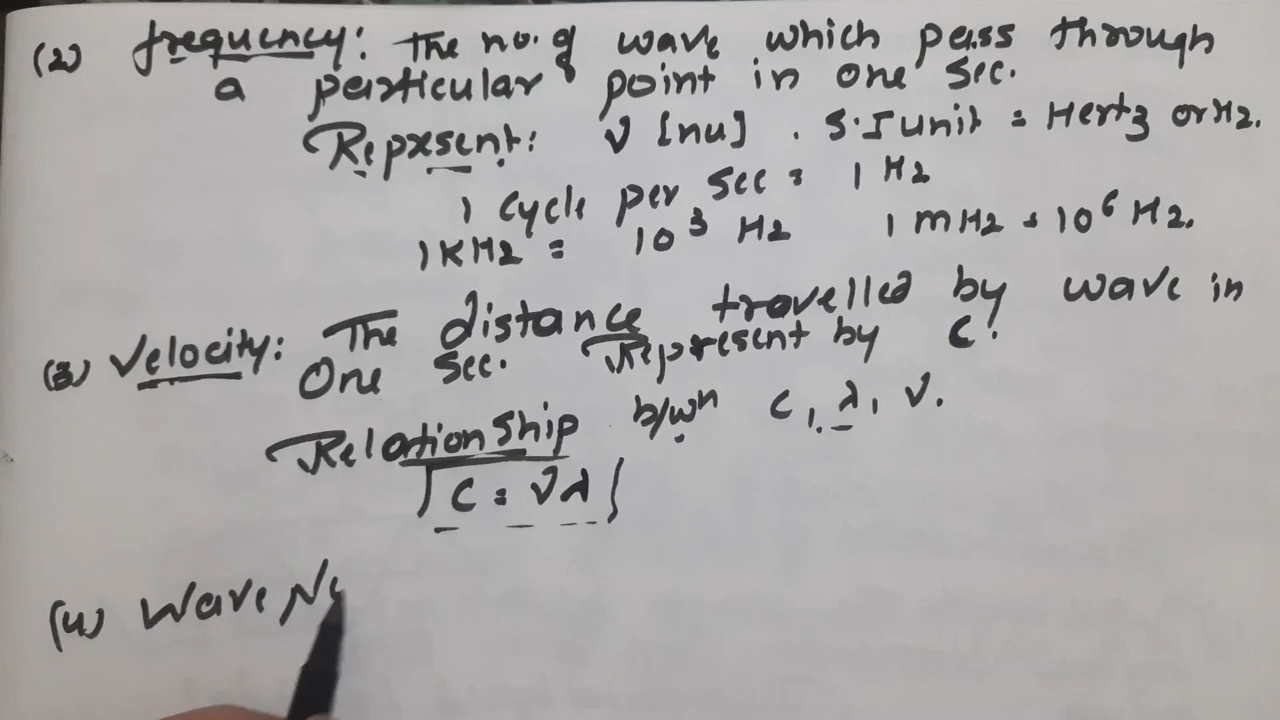 (2) frequency: The no. of wave which pass through
a particular point in one sec.
Represent: ν [nu] . S.I unit = Hertz or Hz.
1 cycle per sec = 1 Hz
1 KHz = 10³ Hz 1 mHz = 10⁶ Hz.
(3) Velocity: The distance travelled by wave in
One sec. Represent by C.
Relationship b/wn C, λ, ν.
C = νλ
(4) Wave No